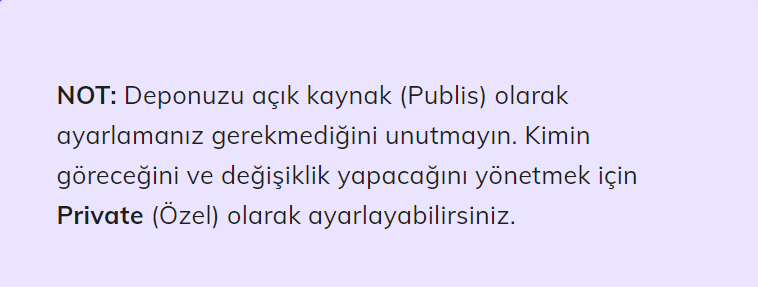 NOT: Deponuzu açık kaynak (Publis) olarak
ayarlamanız gerekmediğini unutmayın. Kimin
göreceğini ve değişiklik yapacağını yönetmek için
Private (Özel) olarak ayarlayabilirsiniz.